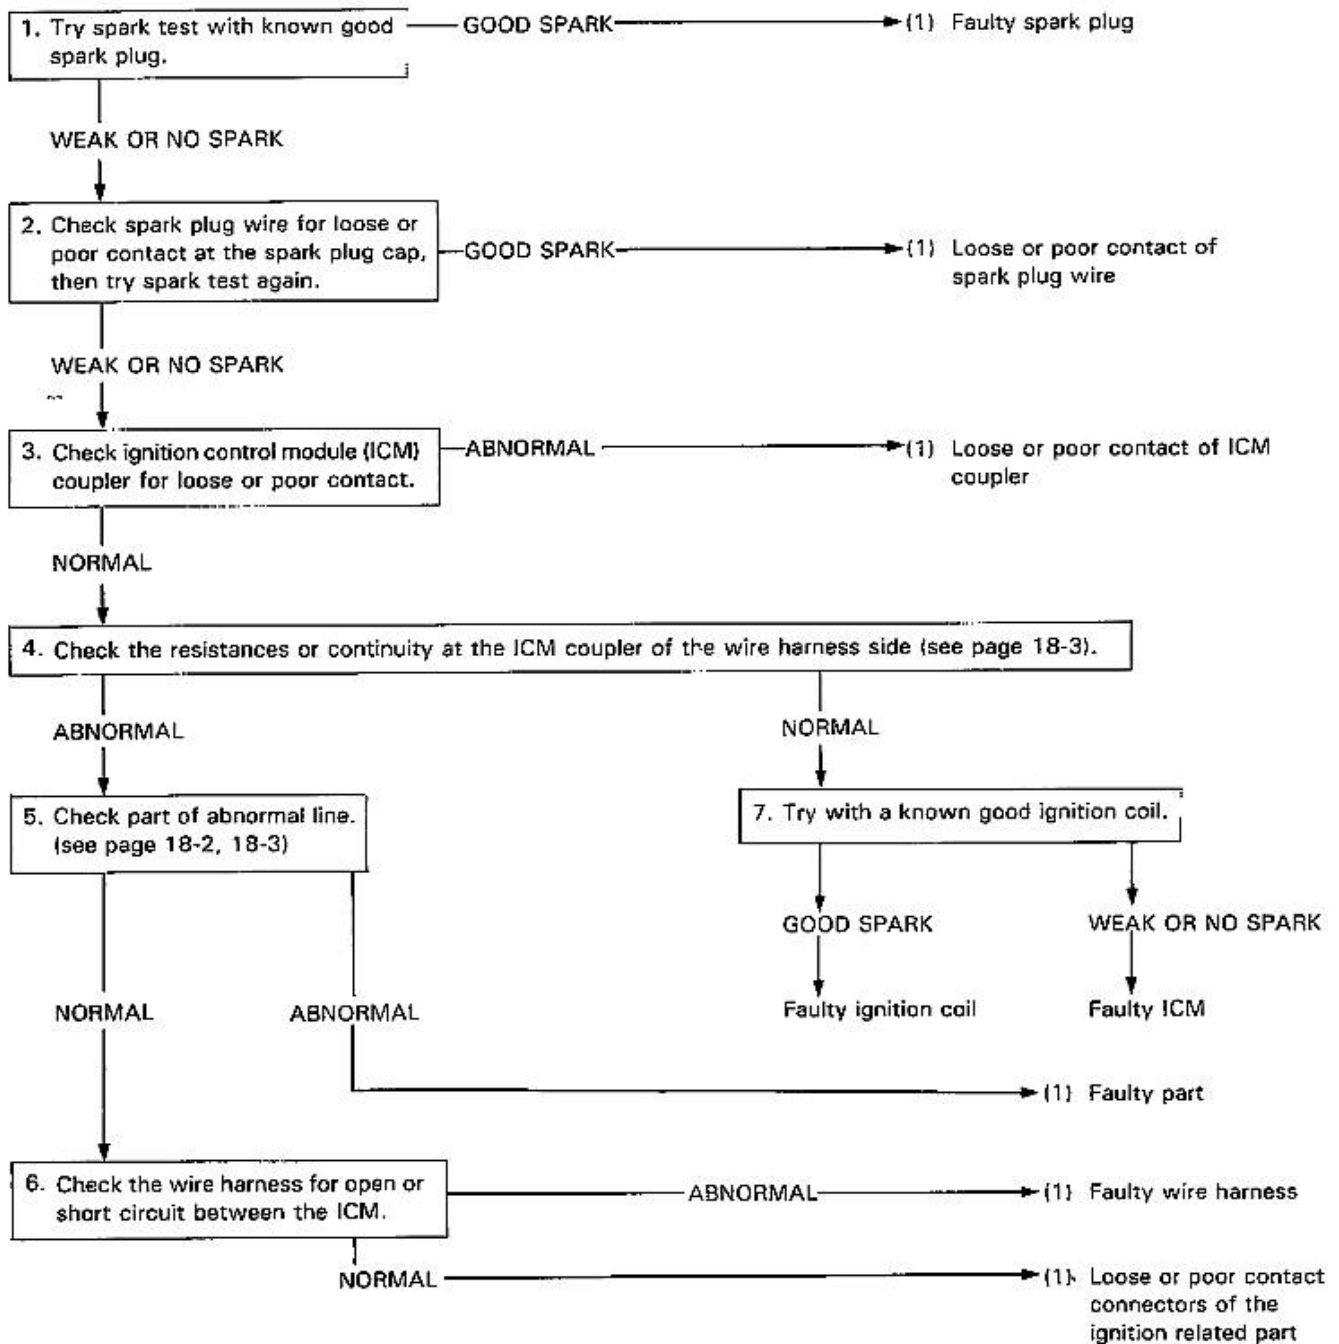 1. Try spark test with known good
spark plug.
GOOD SPARK
(1) Faulty spark plug
WEAK OR NO SPARK
2. Check spark plug wire for loose or
poor contact at the spark plug cap,
then try spark test again.
GOOD SPARK
(1) Loose or poor contact of
spark plug wire
WEAK OR NO SPARK
3. Check ignition control module (ICM)
coupler for loose or poor contact.
ABNORMAL
(1) Loose or poor contact of ICM
coupler
NORMAL
4. Check the resistances or continuity at the ICM coupler of the wire harness side (see page 18-3).
ABNORMAL
NORMAL
5. Check part of abnormal line.
(see page 18-2, 18-3)
7. Try with a known good ignition coil.
GOOD SPARK
WEAK OR NO SPARK
NORMAL
ABNORMAL
Faulty ignition coil
Faulty ICM
(1) Faulty part
6. Check the wire harness for open or
short circuit between the ICM.
ABNORMAL
(1) Faulty wire harness
NORMAL
(1) Loose or poor contact
connectors of the
ignition related part